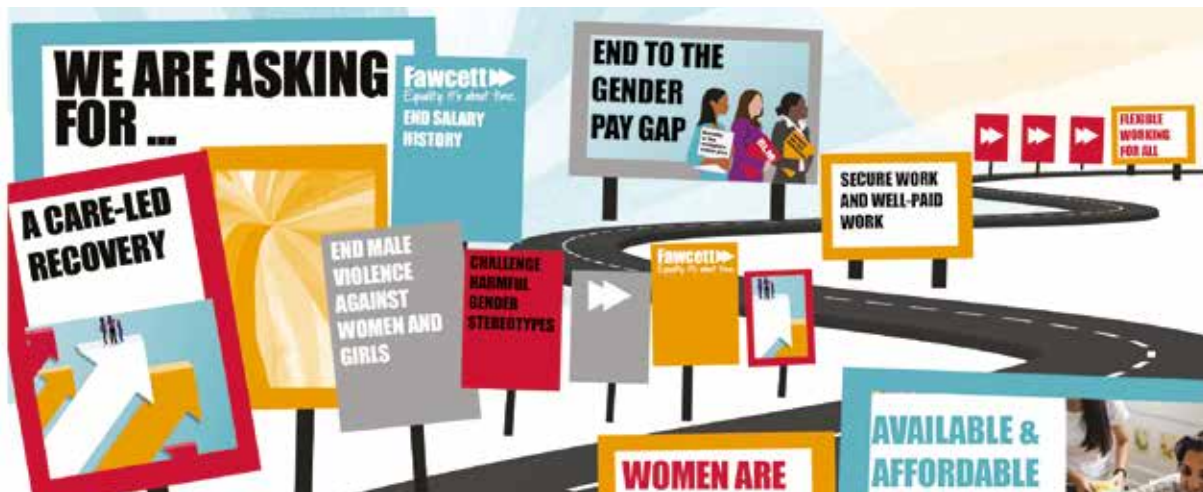 WE ARE ASKING
FOR ...
Fawcett
Equality. It's about time.
END SALARY
HISTORY
END TO THE
GENDER
PAY GAP
FLEXIBLE
WORKING
FOR ALL
SECURE WORK
AND WELL-PAID
WORK
A CARE-LED
RECOVERY
END MALE
VIOLENCE
AGAINST
WOMEN AND
GIRLS
CHALLENGE
HARMFUL
GENDER
STEREOTYPES
Fawcett
Equality. It's about time.
WOMEN ARE
AVAILABLE &
AFFORDABLE